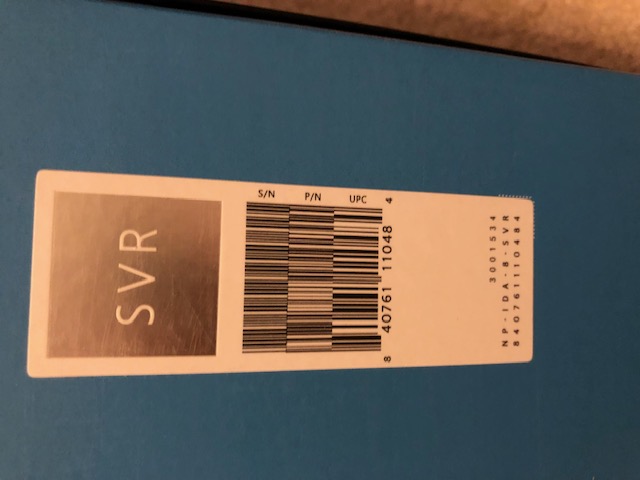 SVR
S/N
P/N
UPC
8 40761 11048 4
3001534
NP-IDA-8-SVR
840761110484